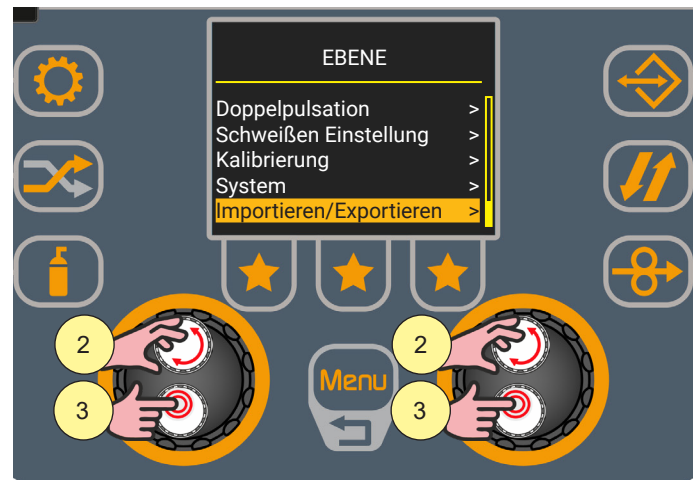 EBENE
Doppelpulsation >
Schweißen Einstellung >
Kalibrierung >
System >
Importieren/Exportieren >
2
2
Menu
3
3